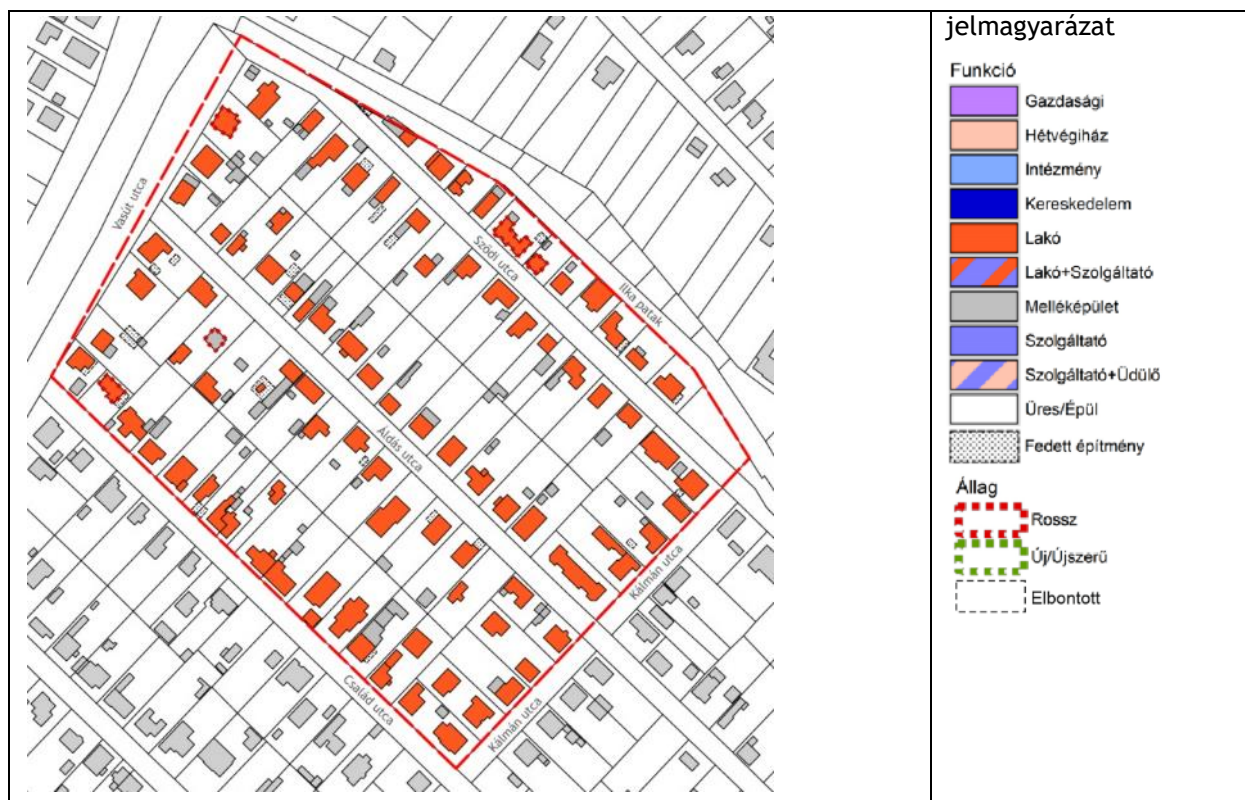 jelmagyarázat
Funkció
Gazdasági
Hétvégiház
Intézmény
Kereskedelem
Lakó
Lakó+Szolgáltató
Melléképület
Szolgáltató
Szolgáltató+Üdülő
Üres/Épül
Fedett építmény
Állag
Rossz
Új/Újszerű
Elbontott
Vasút utca
Sződi utca
Ilka patak
Áldás utca
Kálmán utca
Család utca
Kálmán utca